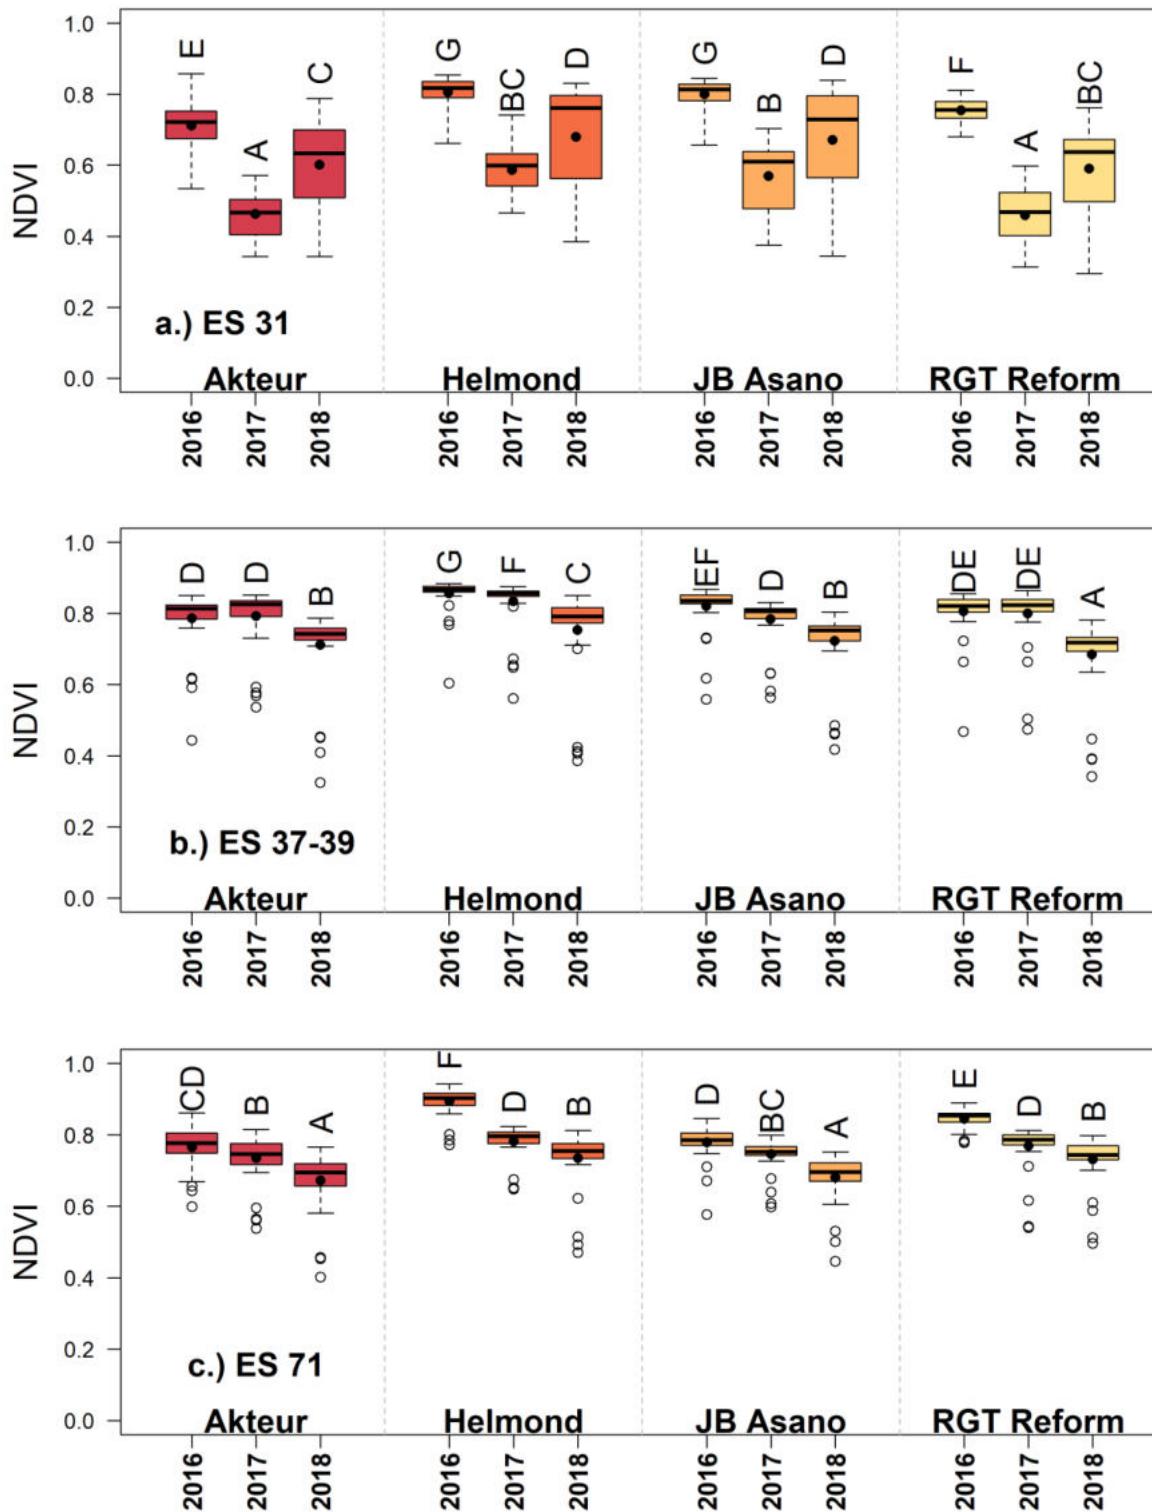 1.0
0.8
0.6
0.4
0.2
0.0
NDVI
E A C G BC D G B D F A BC
a.) ES 31
Akteur Helmond JB Asano RGT Reform
2016 2017 2018 2016 2017 2018 2016 2017 2018 2016 2017 2018
1.0
0.8
0.6
0.4
0.2
0.0
NDVI
D D B G F C EF D B DE DE A
b.) ES 37-39
Akteur Helmond JB Asano RGT Reform
2016 2017 2018 2016 2017 2018 2016 2017 2018 2016 2017 2018
1.0
0.8
0.6
0.4
0.2
0.0
NDVI
CD B A F D B D BC A E D B
c.) ES 71
Akteur Helmond JB Asano RGT Reform
2016 2017 2018 2016 2017 2018 2016 2017 2018 2016 2017 2018